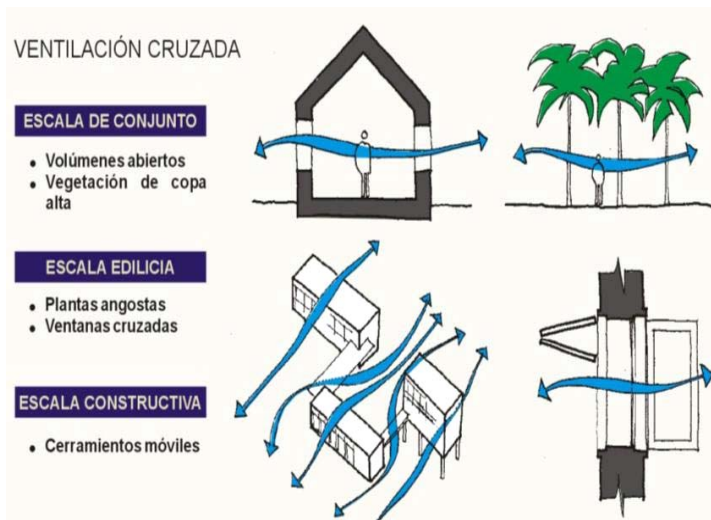 VENTILACIÓN CRUZADA
ESCALA DE CONJUNTO
• Volúmenes abiertos
• Vegetación de copa
alta
ESCALA EDILICIA
• Plantas angostas
• Ventanas cruzadas
ESCALA CONSTRUCTIVA
• Cerramientos móviles